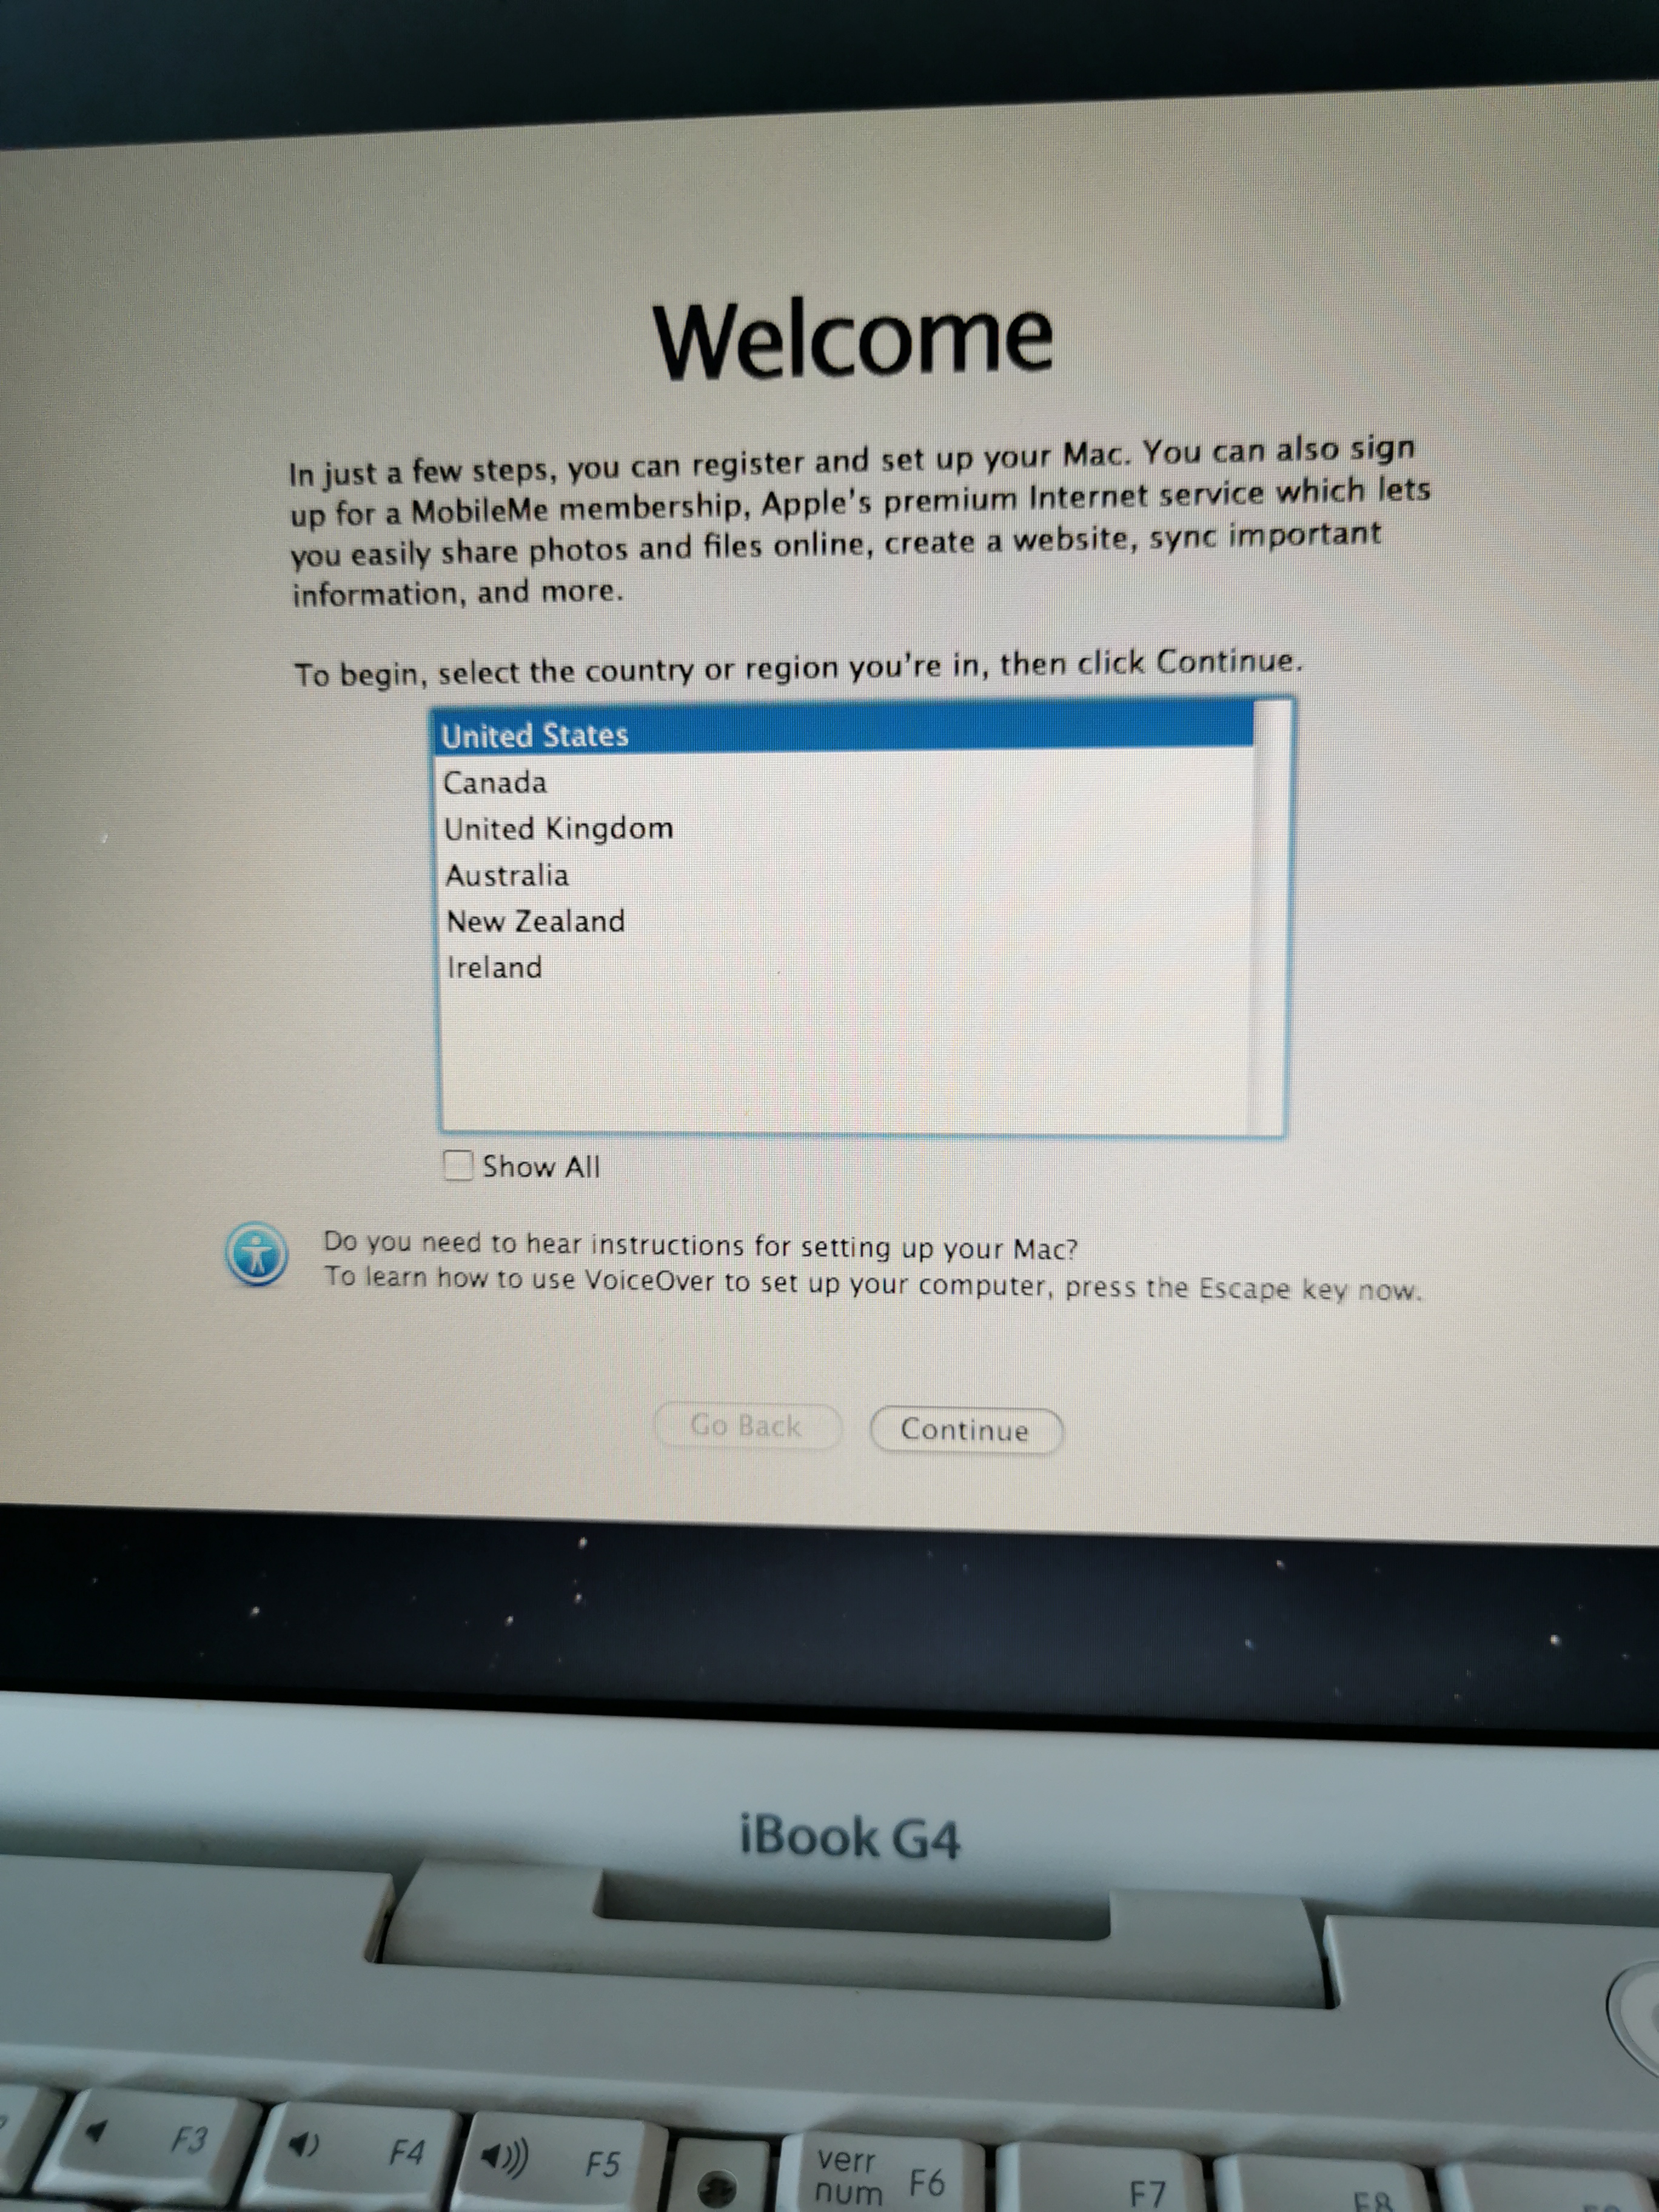 Welcome
In just a few steps, you can register and set up your Mac. You can also sign
up for a MobileMe membership, Apple's premium Internet service which lets
you easily share photos and files online, create a website, sync important
information, and more.
To begin, select the country or region you're in, then click Continue.
United States
Canada
United Kingdom
Australia
New Zealand
Ireland
Show All
Do you need to hear instructions for setting up your Mac?
To learn how to use VoiceOver to set up your computer, press the Escape key now.
Go Back Continue
iBook G4
F3 F4 F5 verr num F6 F7 F8